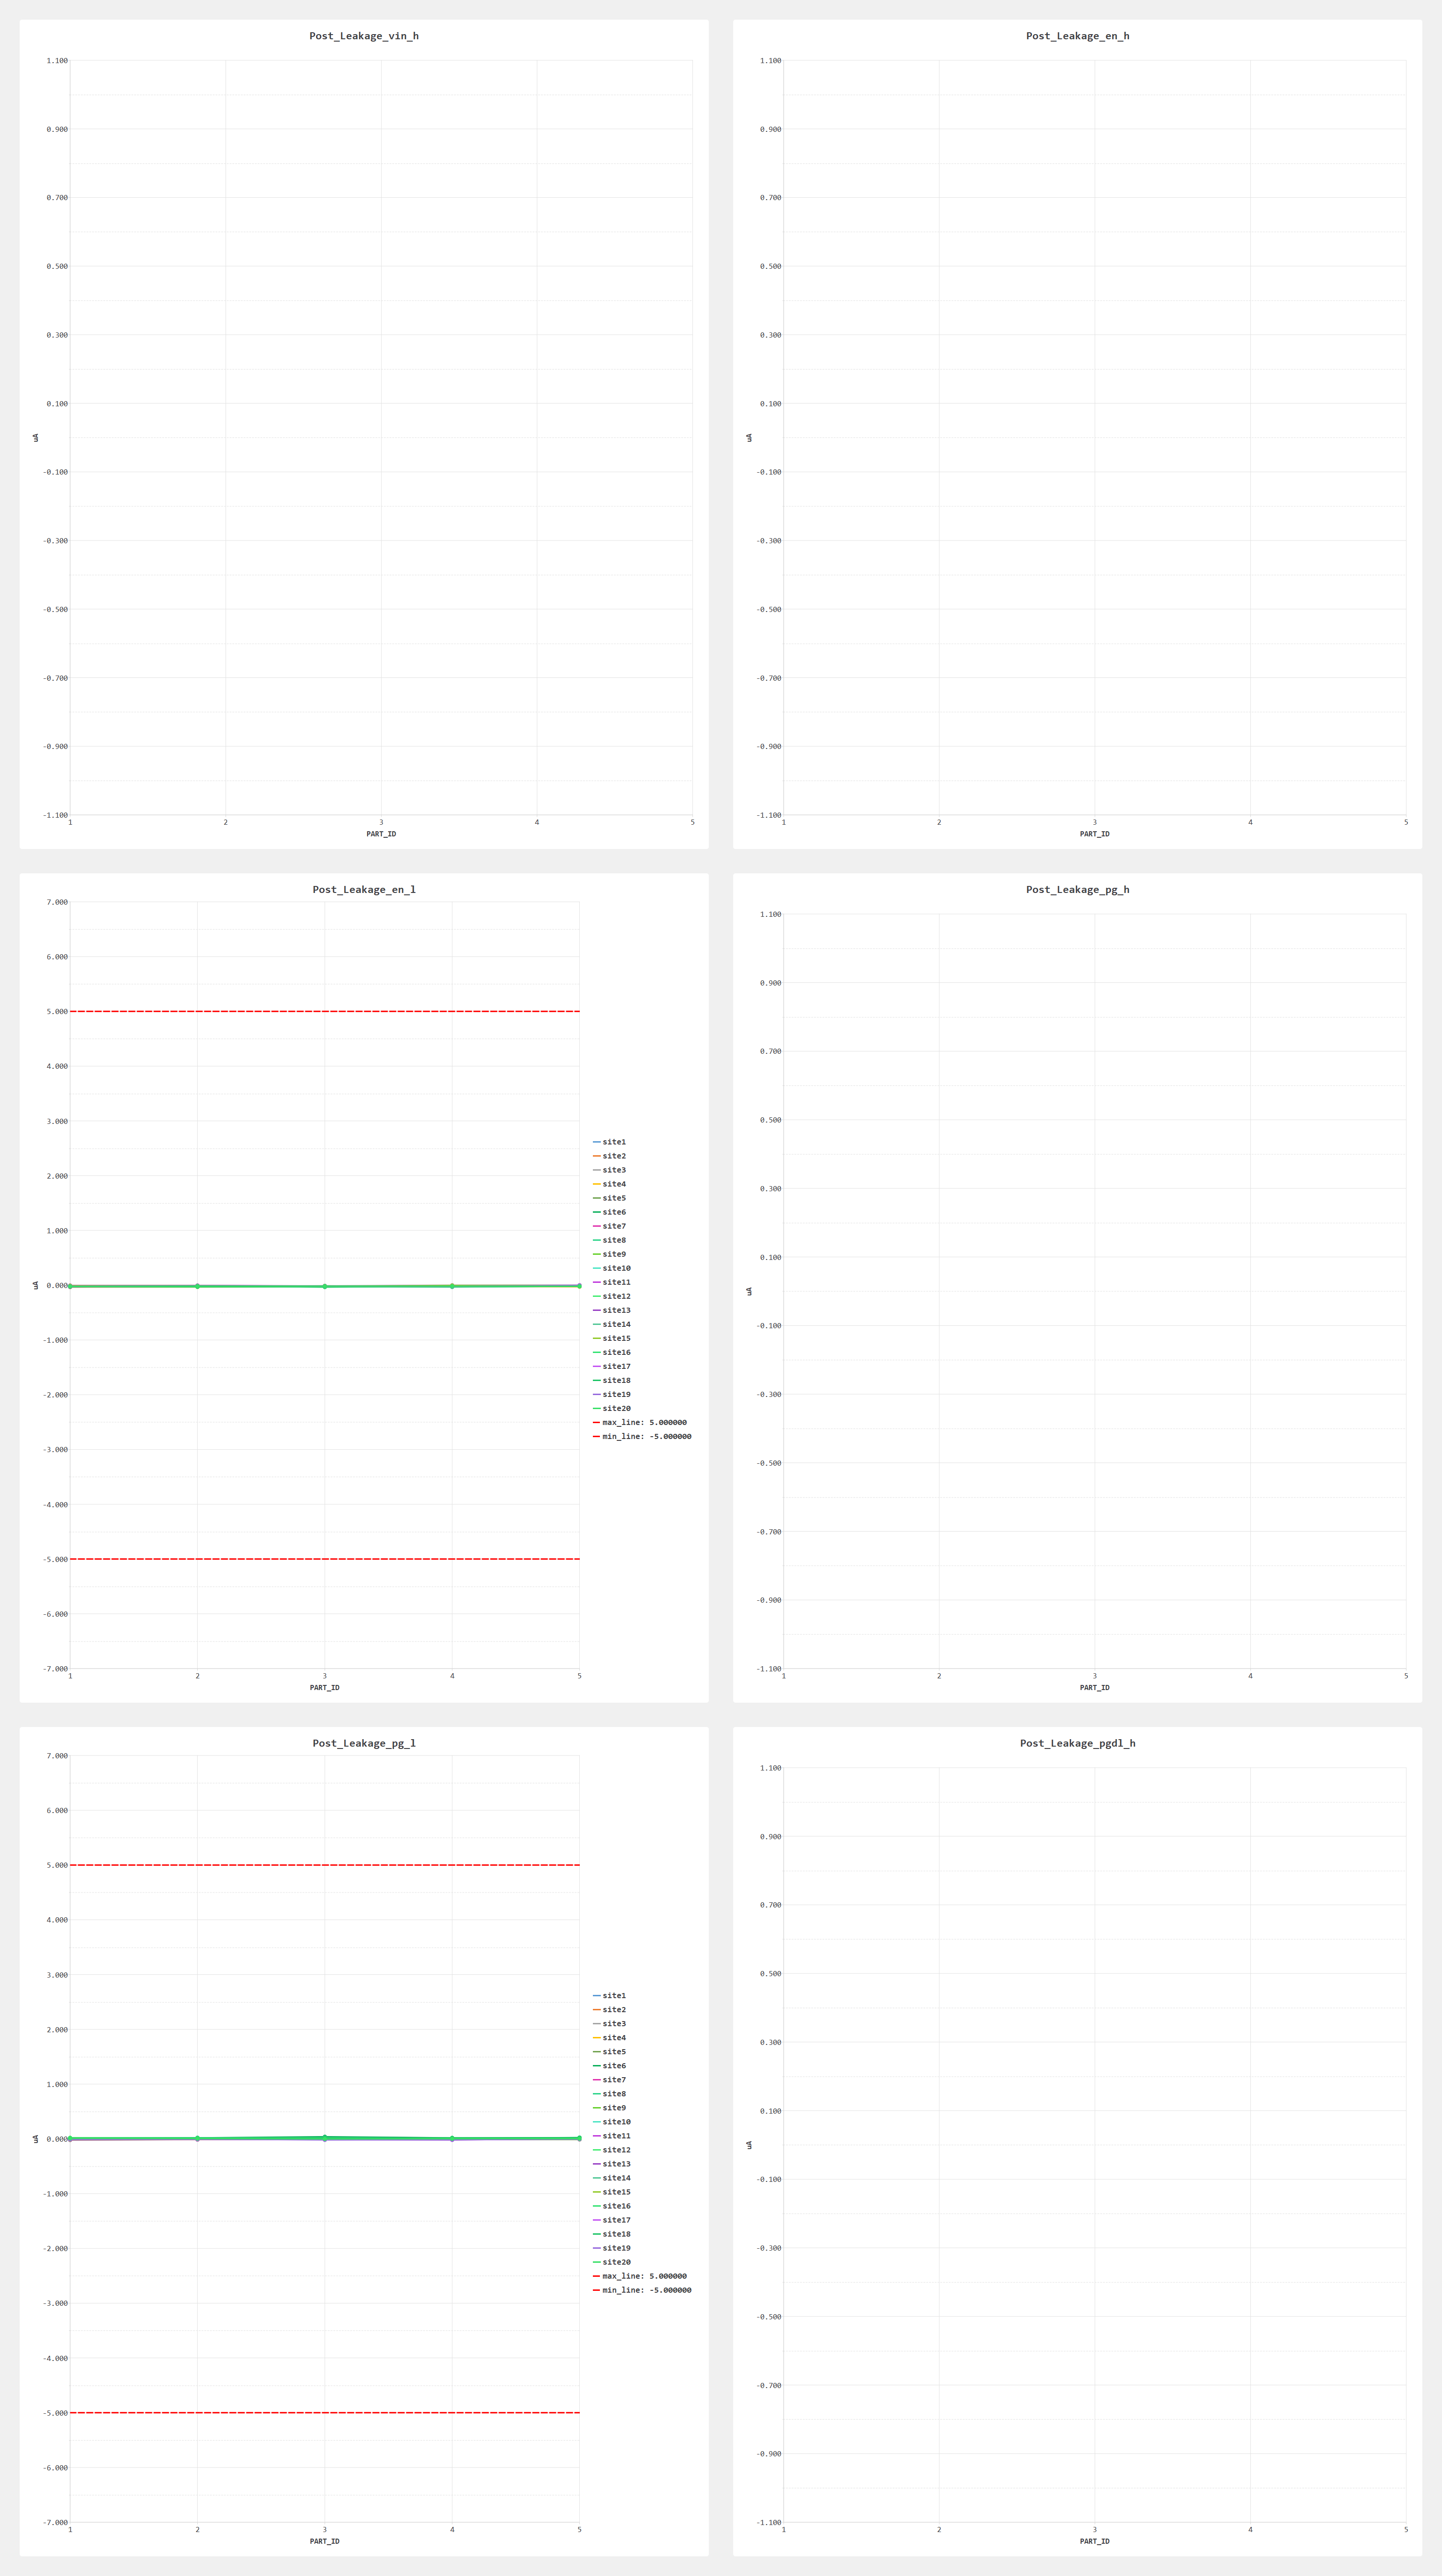 Post_Leakage_vin_h
1.100
0.900
0.700
0.500
0.300
0.100
-0.100
-0.300
-0.500
-0.700
-0.900
-1.100
uA
1 2 3 4 5
PART_ID
Post_Leakage_en_h
1.100
0.900
0.700
0.500
0.300
0.100
-0.100
-0.300
-0.500
-0.700
-0.900
-1.100
uA
1 2 3 4 5
PART_ID
Post_Leakage_en_l
7.000
6.000
5.000
4.000
3.000
2.000
1.000
0.000
-1.000
-2.000
-3.000
-4.000
-5.000
-6.000
-7.000
uA
1 2 3 4 5
PART_ID
site1
site2
site3
site4
site5
site6
site7
site8
site9
site10
site11
site12
site13
site14
site15
site16
site17
site18
site19
site20
max_line: 5.000000
min_line: -5.000000
Post_Leakage_pg_h
1.100
0.900
0.700
0.500
0.300
0.100
-0.100
-0.300
-0.500
-0.700
-0.900
-1.100
uA
1 2 3 4 5
PART_ID
Post_Leakage_pg_l
7.000
6.000
5.000
4.000
3.000
2.000
1.000
0.000
-1.000
-2.000
-3.000
-4.000
-5.000
-6.000
-7.000
uA
1 2 3 4 5
PART_ID
site1
site2
site3
site4
site5
site6
site7
site8
site9
site10
site11
site12
site13
site14
site15
site16
site17
site18
site19
site20
max_line: 5.000000
min_line: -5.000000
Post_Leakage_pgdl_h
1.100
0.900
0.700
0.500
0.300
0.100
-0.100
-0.300
-0.500
-0.700
-0.900
-1.100
uA
1 2 3 4 5
PART_ID